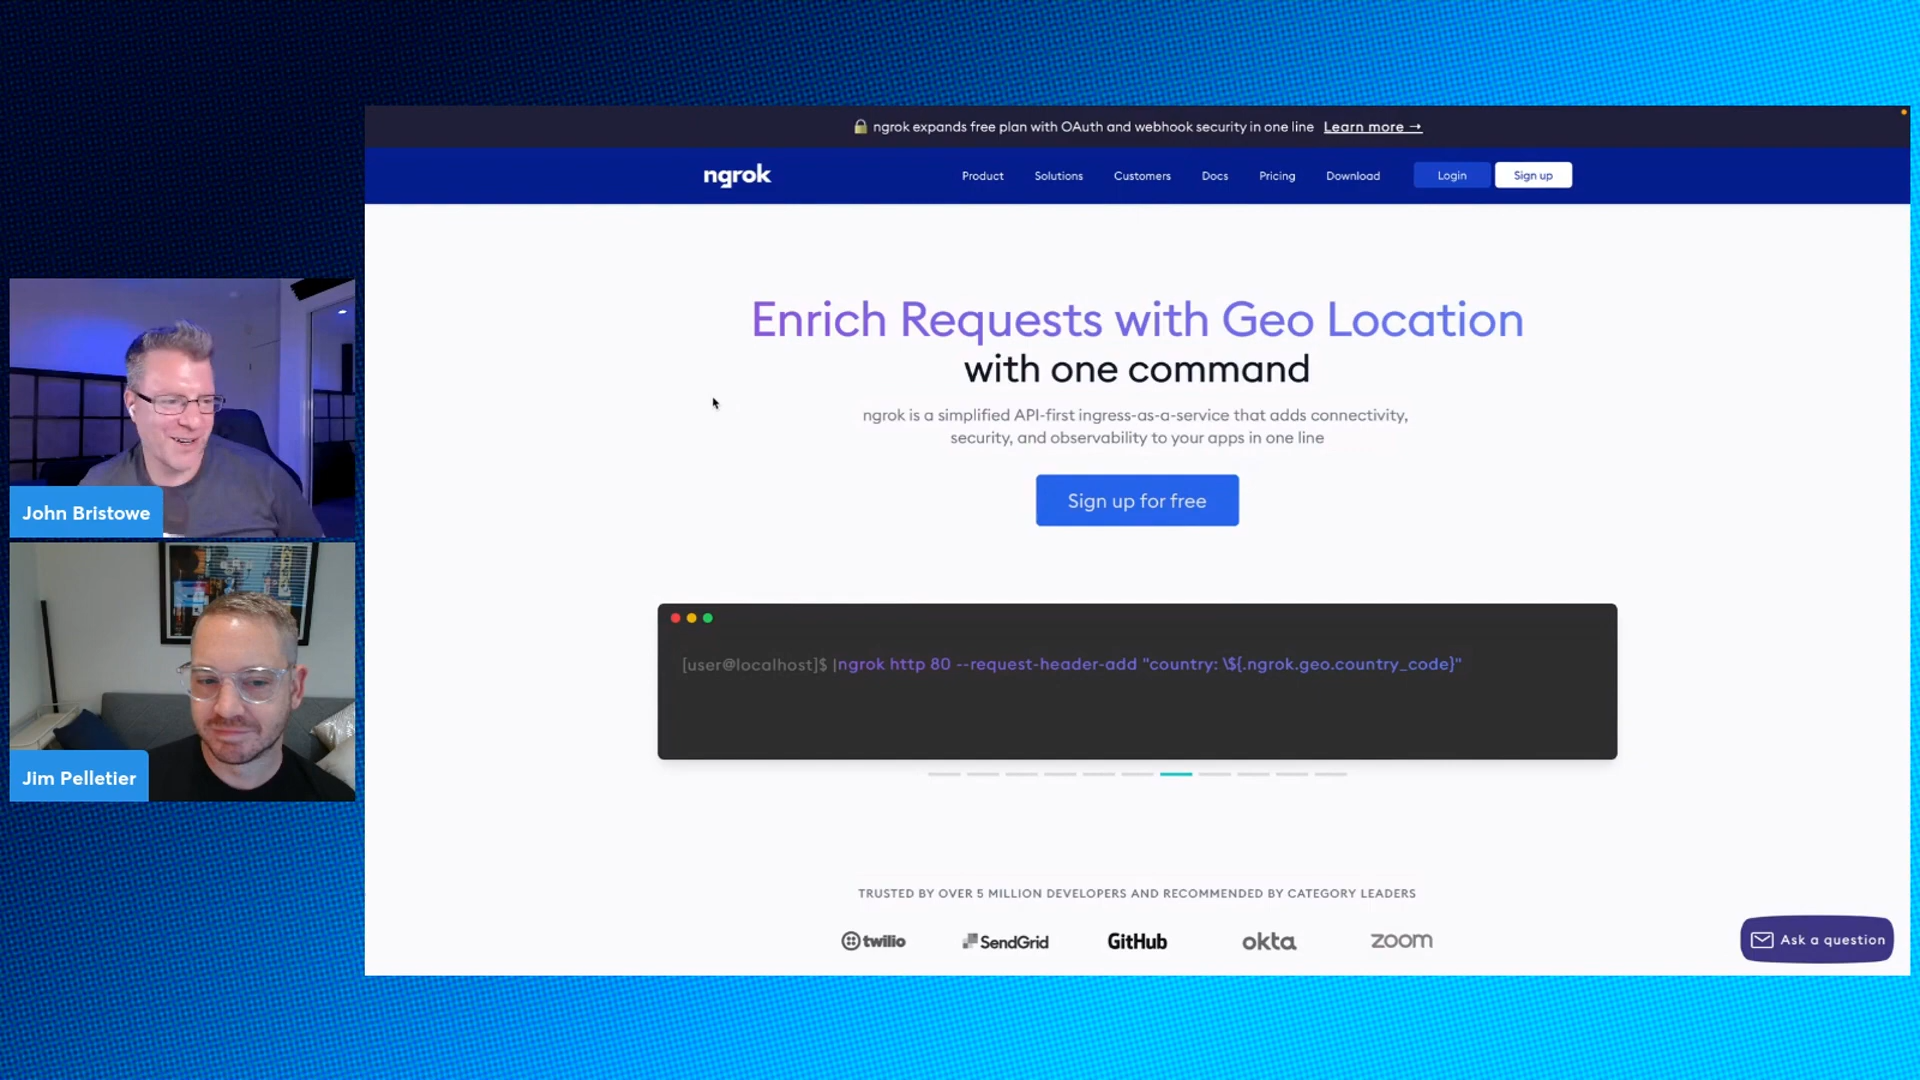 ngrok expands free plan with OAuth and webhook security in one line Learn more →
ngrok Product Solutions Customers Docs Pricing Download Login Sign up
Enrich Requests with Geo Location
with one command
ngrok is a simplified API-first ingress-as-a-service that adds connectivity,
security, and observability to your apps in one line
Sign up for free
[user@localhost]$ |ngrok http 80 --request-header-add "country: \${.ngrok.geo.country_code}"
TRUSTED BY OVER 5 MILLION DEVELOPERS AND RECOMMENDED BY CATEGORY LEADERS
twilio SendGrid GitHub okta zoom
Ask a question
John Bristowe
Jim Pelletier